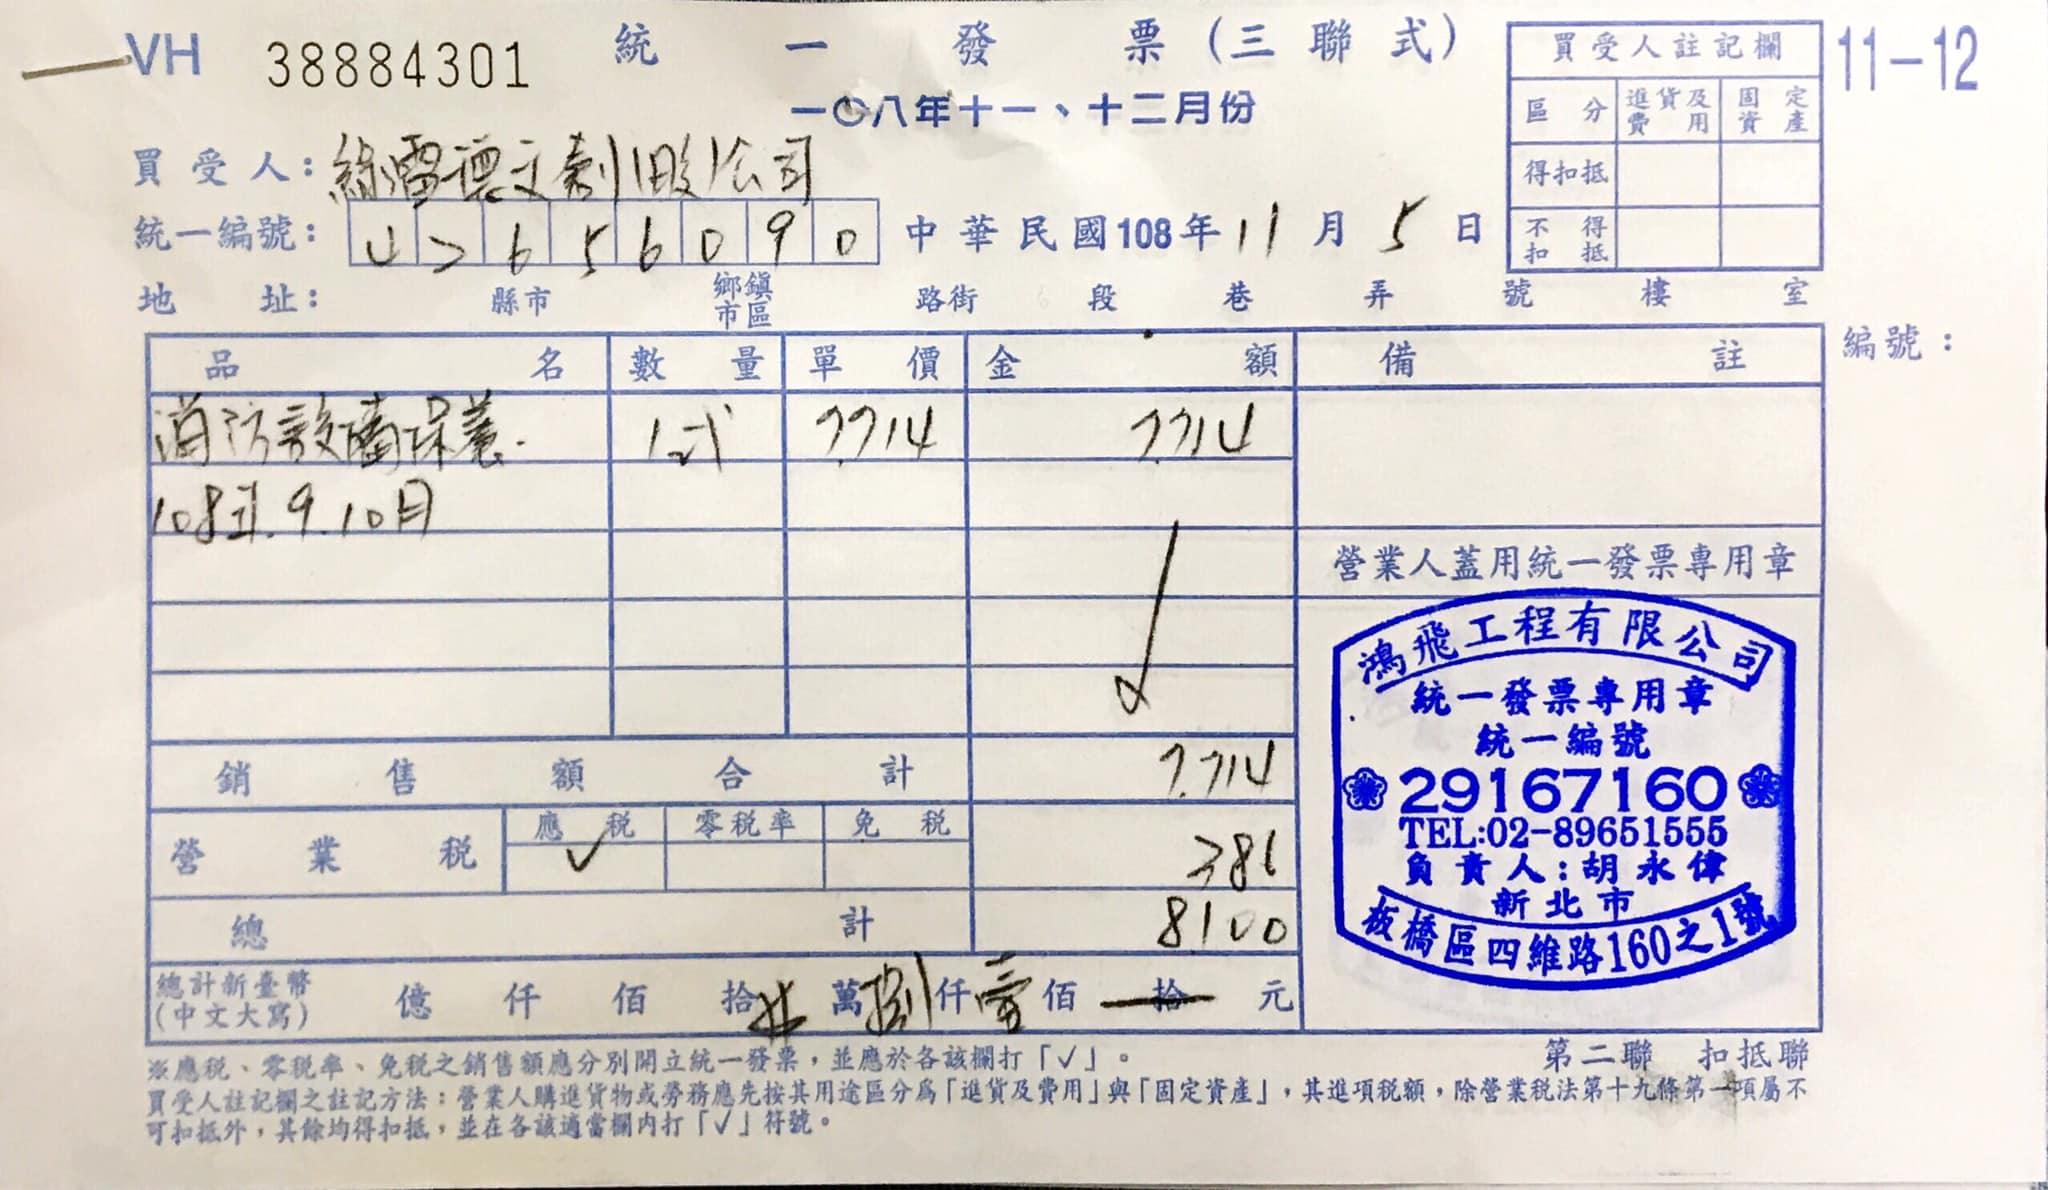 VH 38884301 統一發票(三聯式) 11-12
一〇八年十一、十二月份
買受人註記欄
區分 進貨及費用 固定資產
得扣抵
不得扣抵
買受人:綠雷德文創股公司
統一編號: 中華民國108年11月5日
地址: 縣市 鄉鎮市區 路街 段 巷 弄 號 樓 室
編號:
品名 數量 單價 金額 備註
消防設備保養. 1式 7714 7714
108年.9.10月
營業人蓋用統一發票專用章
鴻飛工程有限公司
統一發票專用章
統一編號
29167160
TEL:02-89651555
負責人:胡永偉
新北市
板橋區四維路160之1號
銷售額合計 7714
營業稅 應稅 ✓ 零稅率 免稅 386
總計 8100
總計新臺幣(中文大寫) 億 仟 佰 拾 萬 捌 仟 壹 佰 拾 元
第二聯 扣抵聯
※應稅、零稅率、免稅之銷售額應分別開立統一發票,並應於各該欄打「✓」。
買受人註記欄之註記方法:營業人購進貨物或勞務應先按其用途區分為「進貨及費用」與「固定資產」,其進項稅額,除營業稅法第十九條第一項屬不
可扣抵外,其餘均得扣抵,並在各該適當欄內打「✓」符號。